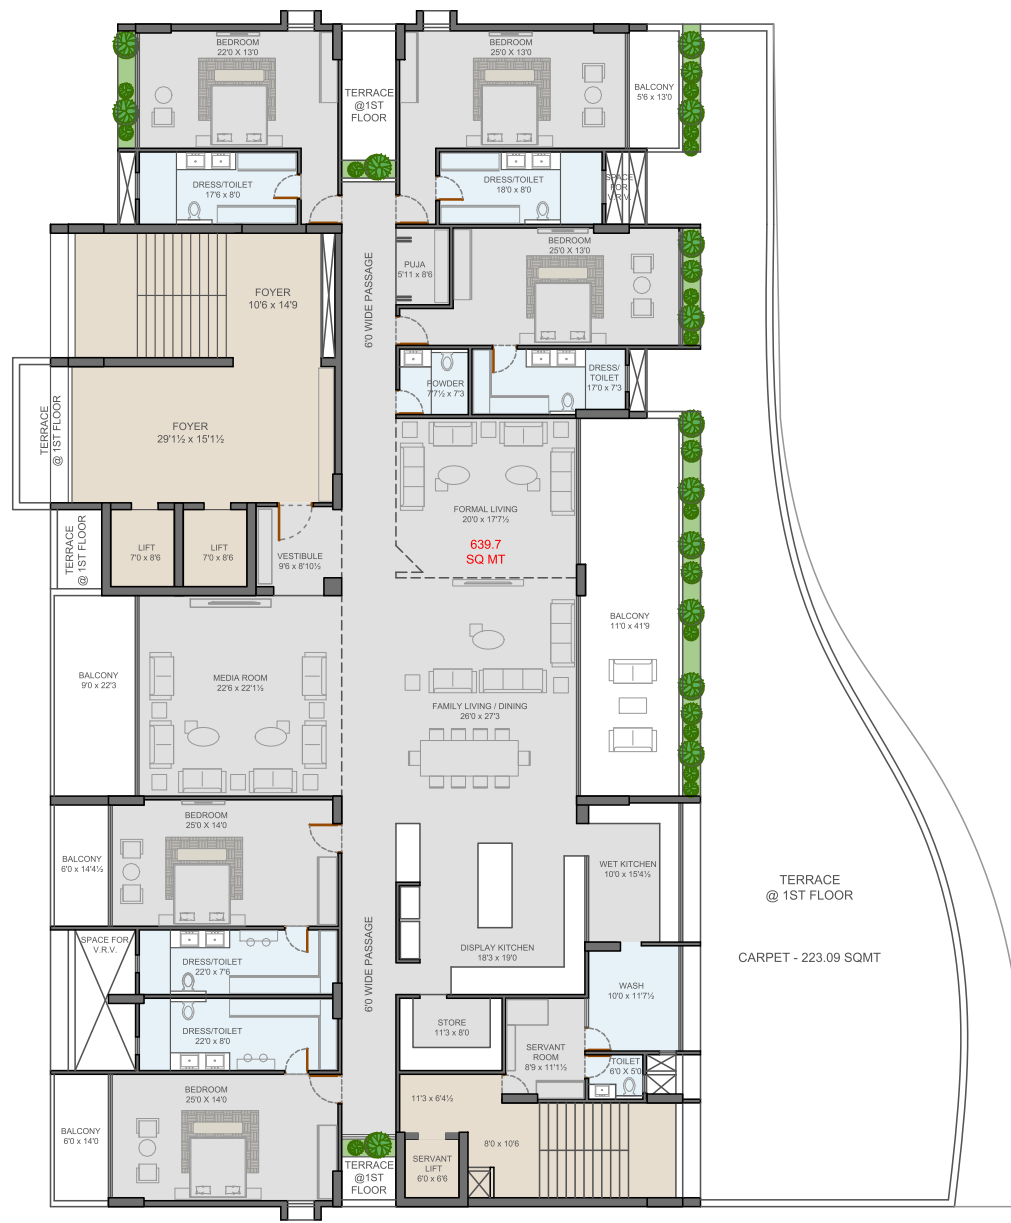 BEDROOM
22'0 X 13'0
BEDROOM
25'0 X 13'0
TERRACE
@1ST
FLOOR
BALCONY
5'6 x 13'0
DRESS/TOILET
17'6 x 8'0
DRESS/TOILET
18'0 x 8'0
SPACE
FOR
V.R.V.
FOYER
10'6 x 14'9
6'0 WIDE PASSAGE
PUJA
5'11 x 8'6
BEDROOM
25'0 X 13'0
POWDER
7'7½ x 7'3
DRESS/
TOILET
17'0 x 7'3
TERRACE
@ 1ST FLOOR
FOYER
29'1½ x 15'1½
FORMAL LIVING
20'0 x 17'7½
639.7
SQ MT
TERRACE
@ 1ST FLOOR
LIFT
7'0 x 8'6
LIFT
7'0 x 8'6
VESTIBULE
9'6 x 8'10½
BALCONY
11'0 x 41'9
BALCONY
9'0 x 22'3
MEDIA ROOM
22'6 x 22'1½
FAMILY LIVING / DINING
26'0 x 27'3
BEDROOM
25'0 X 14'0
BALCONY
6'0 x 14'4½
WET KITCHEN
10'0 x 15'4½
TERRACE
@ 1ST FLOOR
SPACE FOR
V.R.V.
DRESS/TOILET
22'0 x 7'6
6'0 WIDE PASSAGE
DISPLAY KITCHEN
18'3 x 19'0
CARPET - 223.09 SQMT
WASH
10'0 x 11'7½
DRESS/TOILET
22'0 x 8'0
STORE
11'3 x 8'0
SERVANT
ROOM
8'9 x 11'1½
TOILET
6'0 X 5'0
BEDROOM
25'0 X 14'0
11'3 x 6'4½
BALCONY
6'0 x 14'0
8'0 x 10'6
TERRACE
@1ST
FLOOR
SERVANT
LIFT
6'0 x 6'6